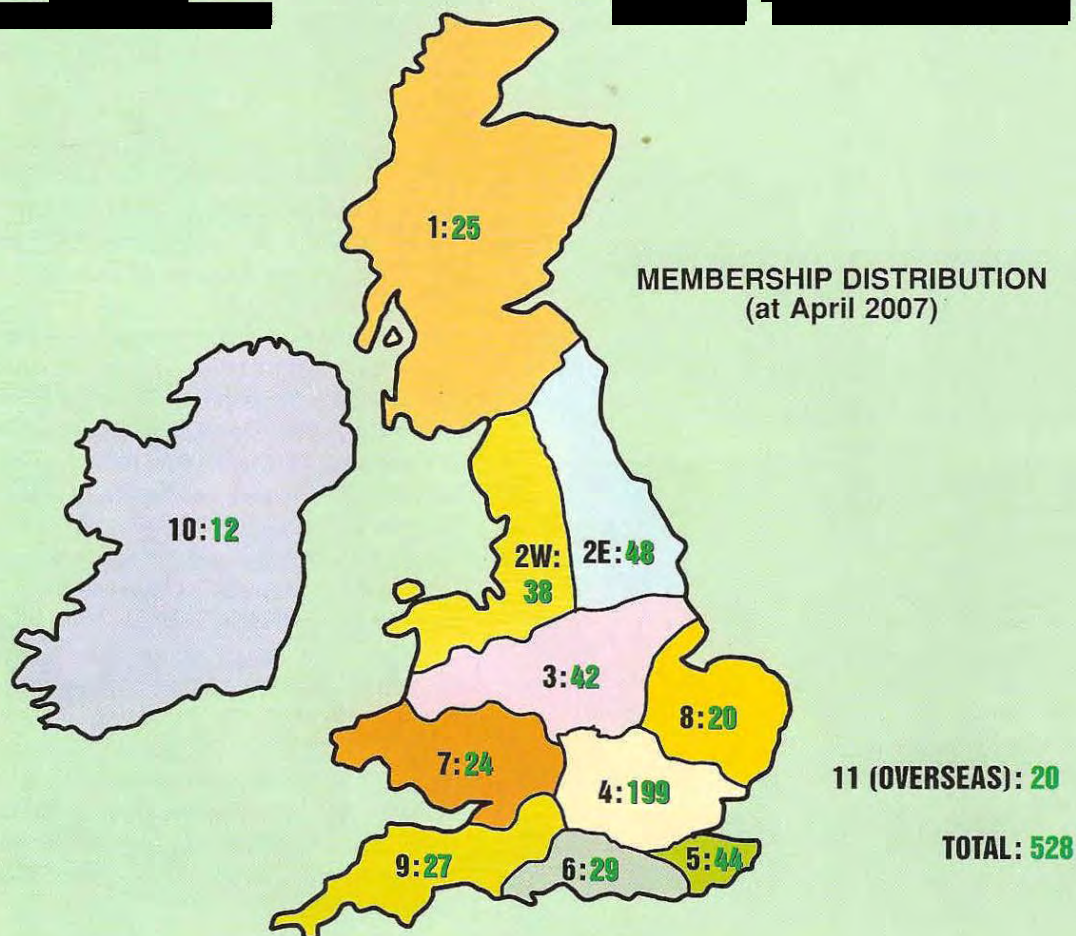 1:25
MEMBERSHIP DISTRIBUTION
(at April 2007)
10:12
2W:
38
2E:48
3:42
8:20
7:24
4:199
11 (OVERSEAS): 20
TOTAL: 528
9:27
6:29
5:44